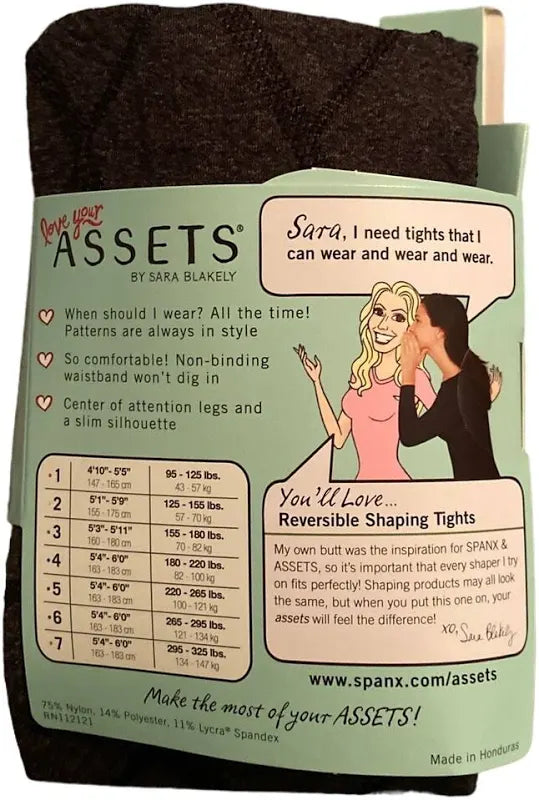 love your
ASSETS®
BY SARA BLAKELY
Sara, I need tights that I
can wear and wear and wear.
When should I wear? All the time!
Patterns are always in style
So comfortable! Non-binding
waistband won't dig in
Center of attention legs and
a slim silhouette
•1 4'10"- 5'5" 95 - 125 lbs.
147 - 165 cm 43 - 57 kg
2 5'1"- 5'9" 125 - 155 lbs.
155 - 175 cm 57 - 70 kg
•3 5'3"- 5'11" 155 - 180 lbs.
160 - 180 cm 70 - 82 kg
•4 5'4"- 6'0" 180 - 220 lbs.
163 - 183 cm 82 - 100 kg
•5 5'4"- 6'0" 220 - 265 lbs.
163 - 183 cm 100 - 121 kg
•6 5'4"- 6'0" 265 - 295 lbs.
163 - 183 cm 121 - 134 kg
•7 5'4"- 6'0" 295 - 325 lbs.
163 - 183 cm 134 - 147 kg
You'll Love...
Reversible Shaping Tights
My own butt was the inspiration for SPANX &
ASSETS, so it's important that every shaper I try
on fits perfectly! Shaping products may all look
the same, but when you put this one on, your
assets will feel the difference!
xo, Sara Blakely
www.spanx.com/assets
Make the most of your ASSETS!
75% Nylon, 14% Polyester, 11% Lycra® Spandex
RN112121
Made in Honduras